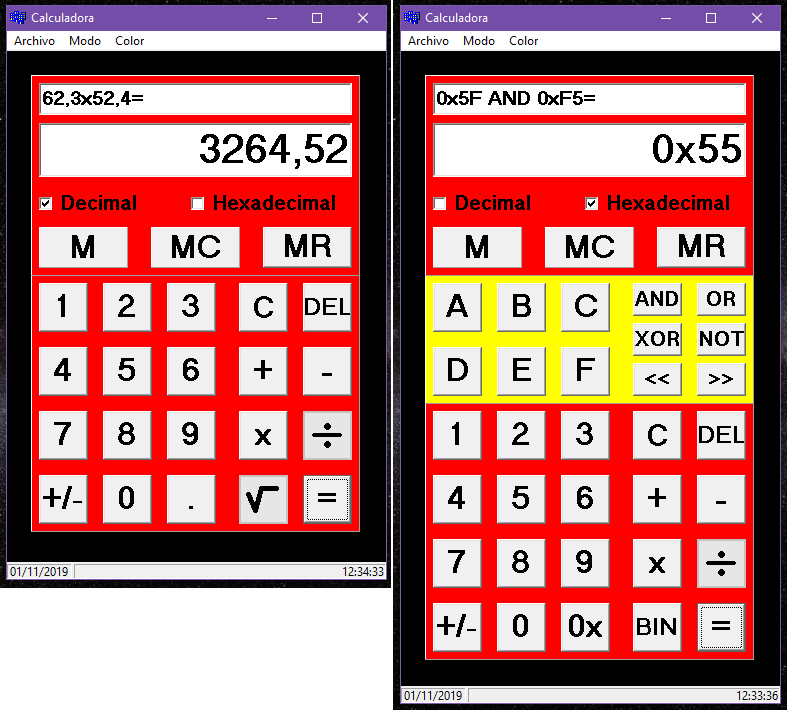 Calculadora
Archivo Modo Color
62,3x52,4=
3264,52
Decimal Hexadecimal
M MC MR
1 2 3 C DEL
4 5 6 + -
7 8 9 x ÷
+/- 0 . √ =
01/11/2019 12:34:33
Calculadora
Archivo Modo Color
0x5F AND 0xF5=
0x55
Decimal Hexadecimal
M MC MR
A B C AND OR
XOR NOT
D E F << >>
1 2 3 C DEL
4 5 6 + -
7 8 9 x ÷
+/- 0 0x BIN =
01/11/2019 12:33:36